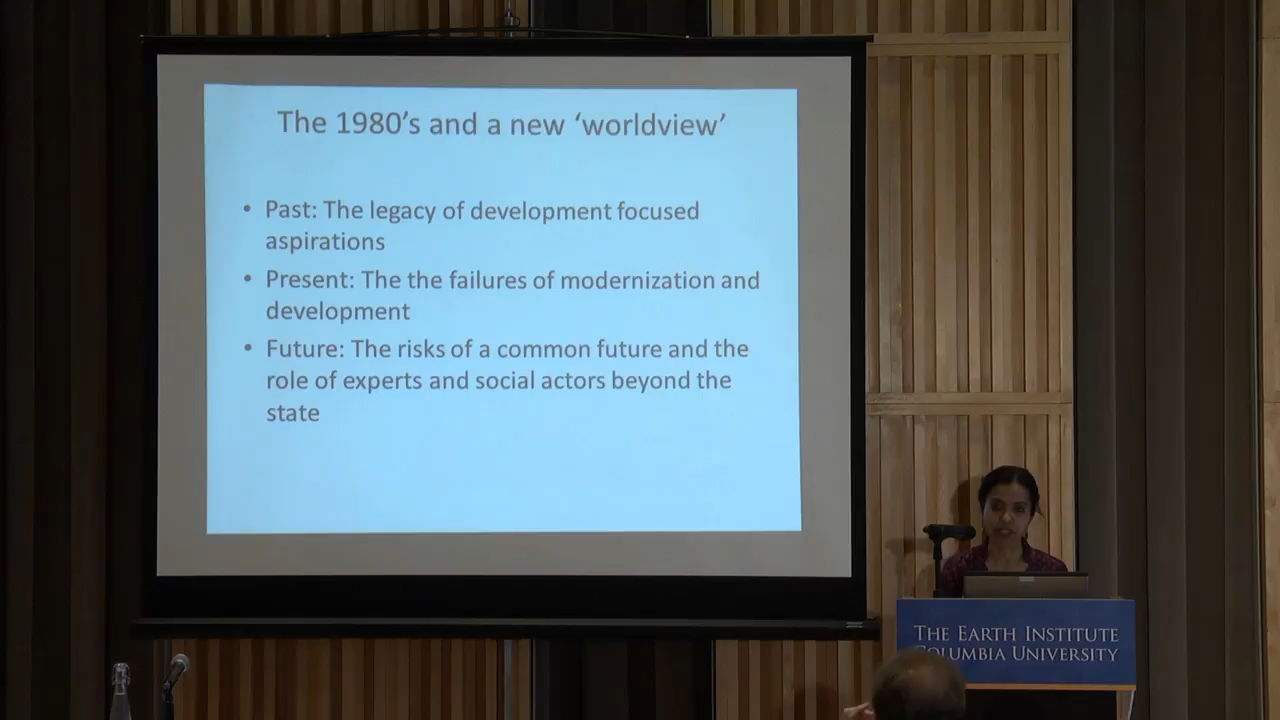 The 1980's and a new ‘worldview’
• Past: The legacy of development focused
aspirations
• Present: The the failures of modernization and
development
• Future: The risks of a common future and the
role of experts and social actors beyond the
state
THE EARTH INSTITUTE
COLUMBIA UNIVERSITY